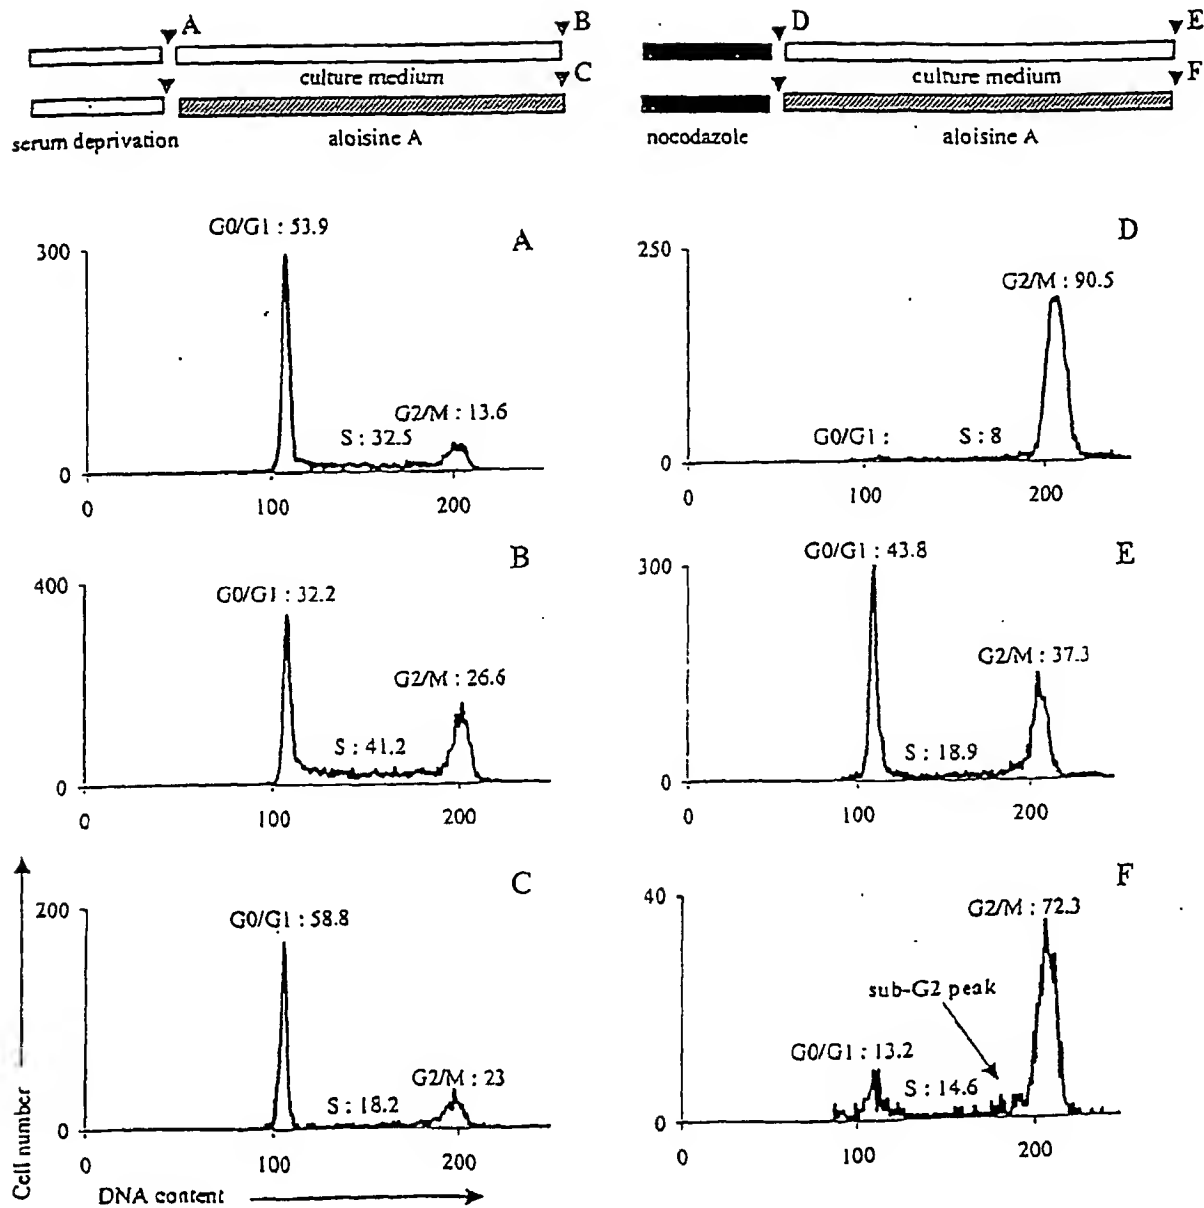 A
B
culture medium
C
serum deprivation
aloisine A
D
E
culture medium
F
nocodazole
aloisine A
G0/G1 : 53.9
A
300
G2/M : 13.6
S : 32.5
0
0
100
200
D
250
G2/M : 90.5
G0/G1 :
S : 8
0
0
100
200
B
400
G0/G1 : 32.2
G2/M : 26.6
S : 41.2
0
0
100
200
G0/G1 : 43.8
E
300
G2/M : 37.3
S : 18.9
0
0
100
200
C
200
G0/G1 : 58.8
G2/M : 23
S : 18.2
0
0
100
200
F
40
G2/M : 72.3
sub-G2 peak
G0/G1 : 13.2
S : 14.6
0
0
100
200
Cell number
DNA content